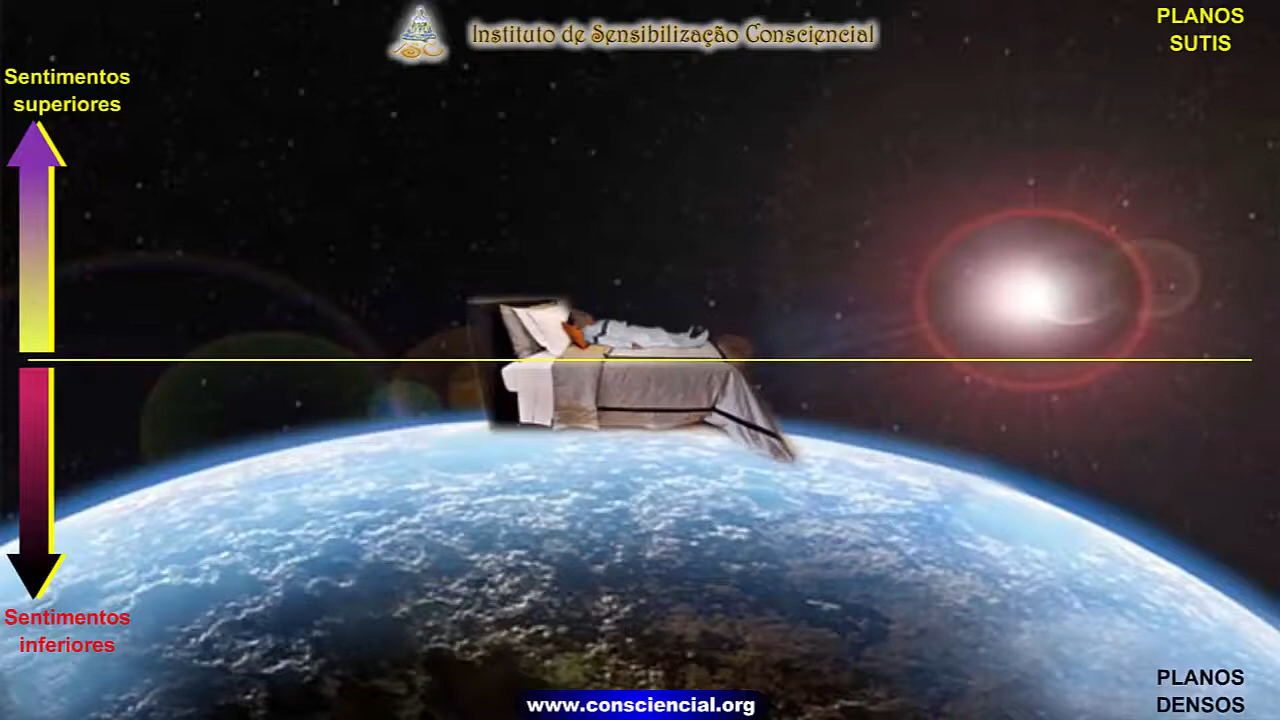 Instituto de Sensibilização Consciencial
PLANOS
SUTIS
Sentimentos
superiores
Sentimentos
inferiores
PLANOS
DENSOS
www.consciencial.org